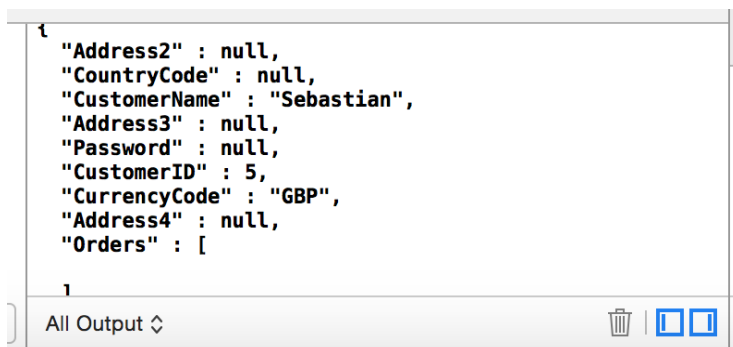 {
"Address2" : null,
"CountryCode" : null,
"CustomerName" : "Sebastian",
"Address3" : null,
"Password" : null,
"CustomerID" : 5,
"CurrencyCode" : "GBP",
"Address4" : null,
"Orders" : [
]
All Output